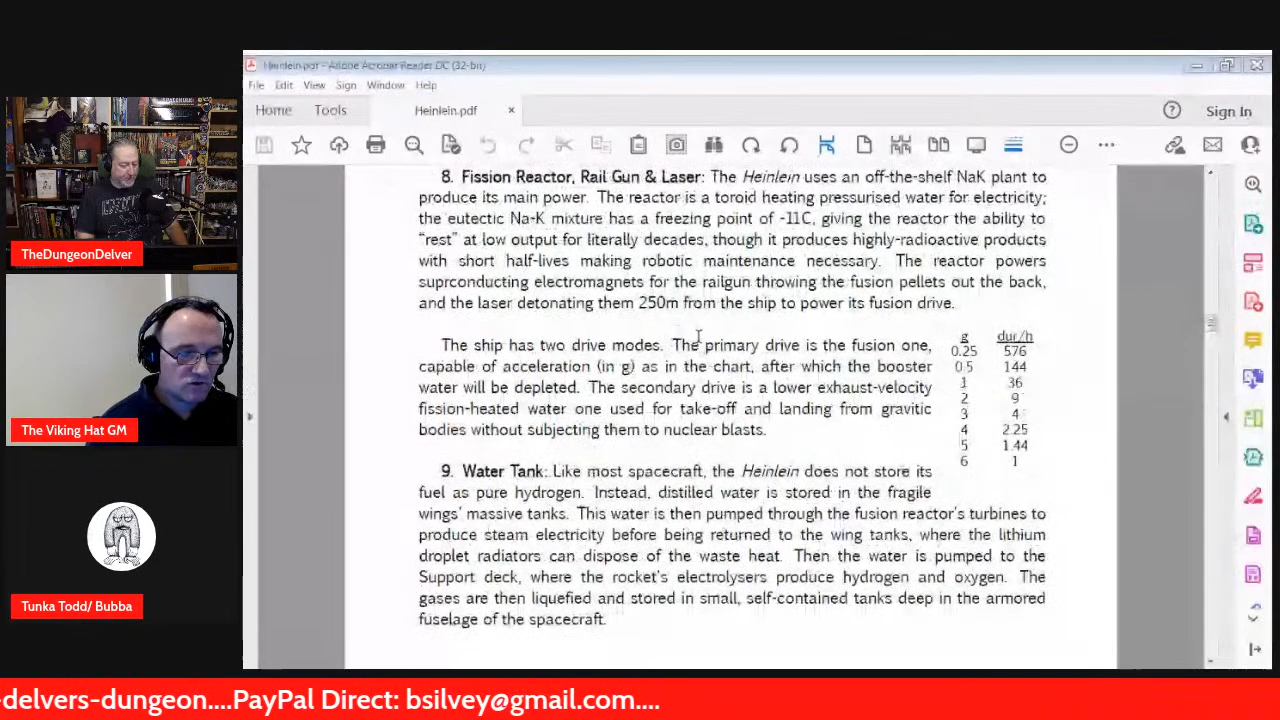 Heinlein.pdf - Adobe Acrobat Reader DC (32-bit)
File Edit View Sign Window Help
Home Tools Heinlein.pdf × Sign In
8. Fission Reactor, Rail Gun & Laser: The Heinlein uses an off-the-shelf NaK plant to
produce its main power. The reactor is a toroid heating pressurised water for electricity;
the eutectic Na-K mixture has a freezing point of -11C, giving the reactor the ability to
“rest” at low output for literally decades, though it produces highly-radioactive products
with short half-lives making robotic maintenance necessary. The reactor powers
suprconducting electromagnets for the railgun throwing the fusion pellets out the back,
and the laser detonating them 250m from the ship to power its fusion drive.
The ship has two drive modes. The primary drive is the fusion one,
capable of acceleration (in g) as in the chart, after which the booster
water will be depleted. The secondary drive is a lower exhaust-velocity
fission-heated water one used for take-off and landing from gravitic
bodies without subjecting them to nuclear blasts.
g dur/h
0.25 576
0.5 144
1 36
2 9
3 4
4 2.25
5 1.44
6 1
9. Water Tank: Like most spacecraft, the Heinlein does not store its
fuel as pure hydrogen. Instead, distilled water is stored in the fragile
wings’ massive tanks. This water is then pumped through the fusion reactor’s turbines to
produce steam electricity before being returned to the wing tanks, where the lithium
droplet radiators can dispose of the waste heat. Then the water is pumped to the
Support deck, where the rocket’s electrolysers produce hydrogen and oxygen. The
gases are then liquefied and stored in small, self-contained tanks deep in the armored
fuselage of the spacecraft.
TheDungeonDelver
The Viking Hat GM
Tunka Todd/ Bubba
-delvers-dungeon....PayPal Direct: bsilvey@gmail.com....